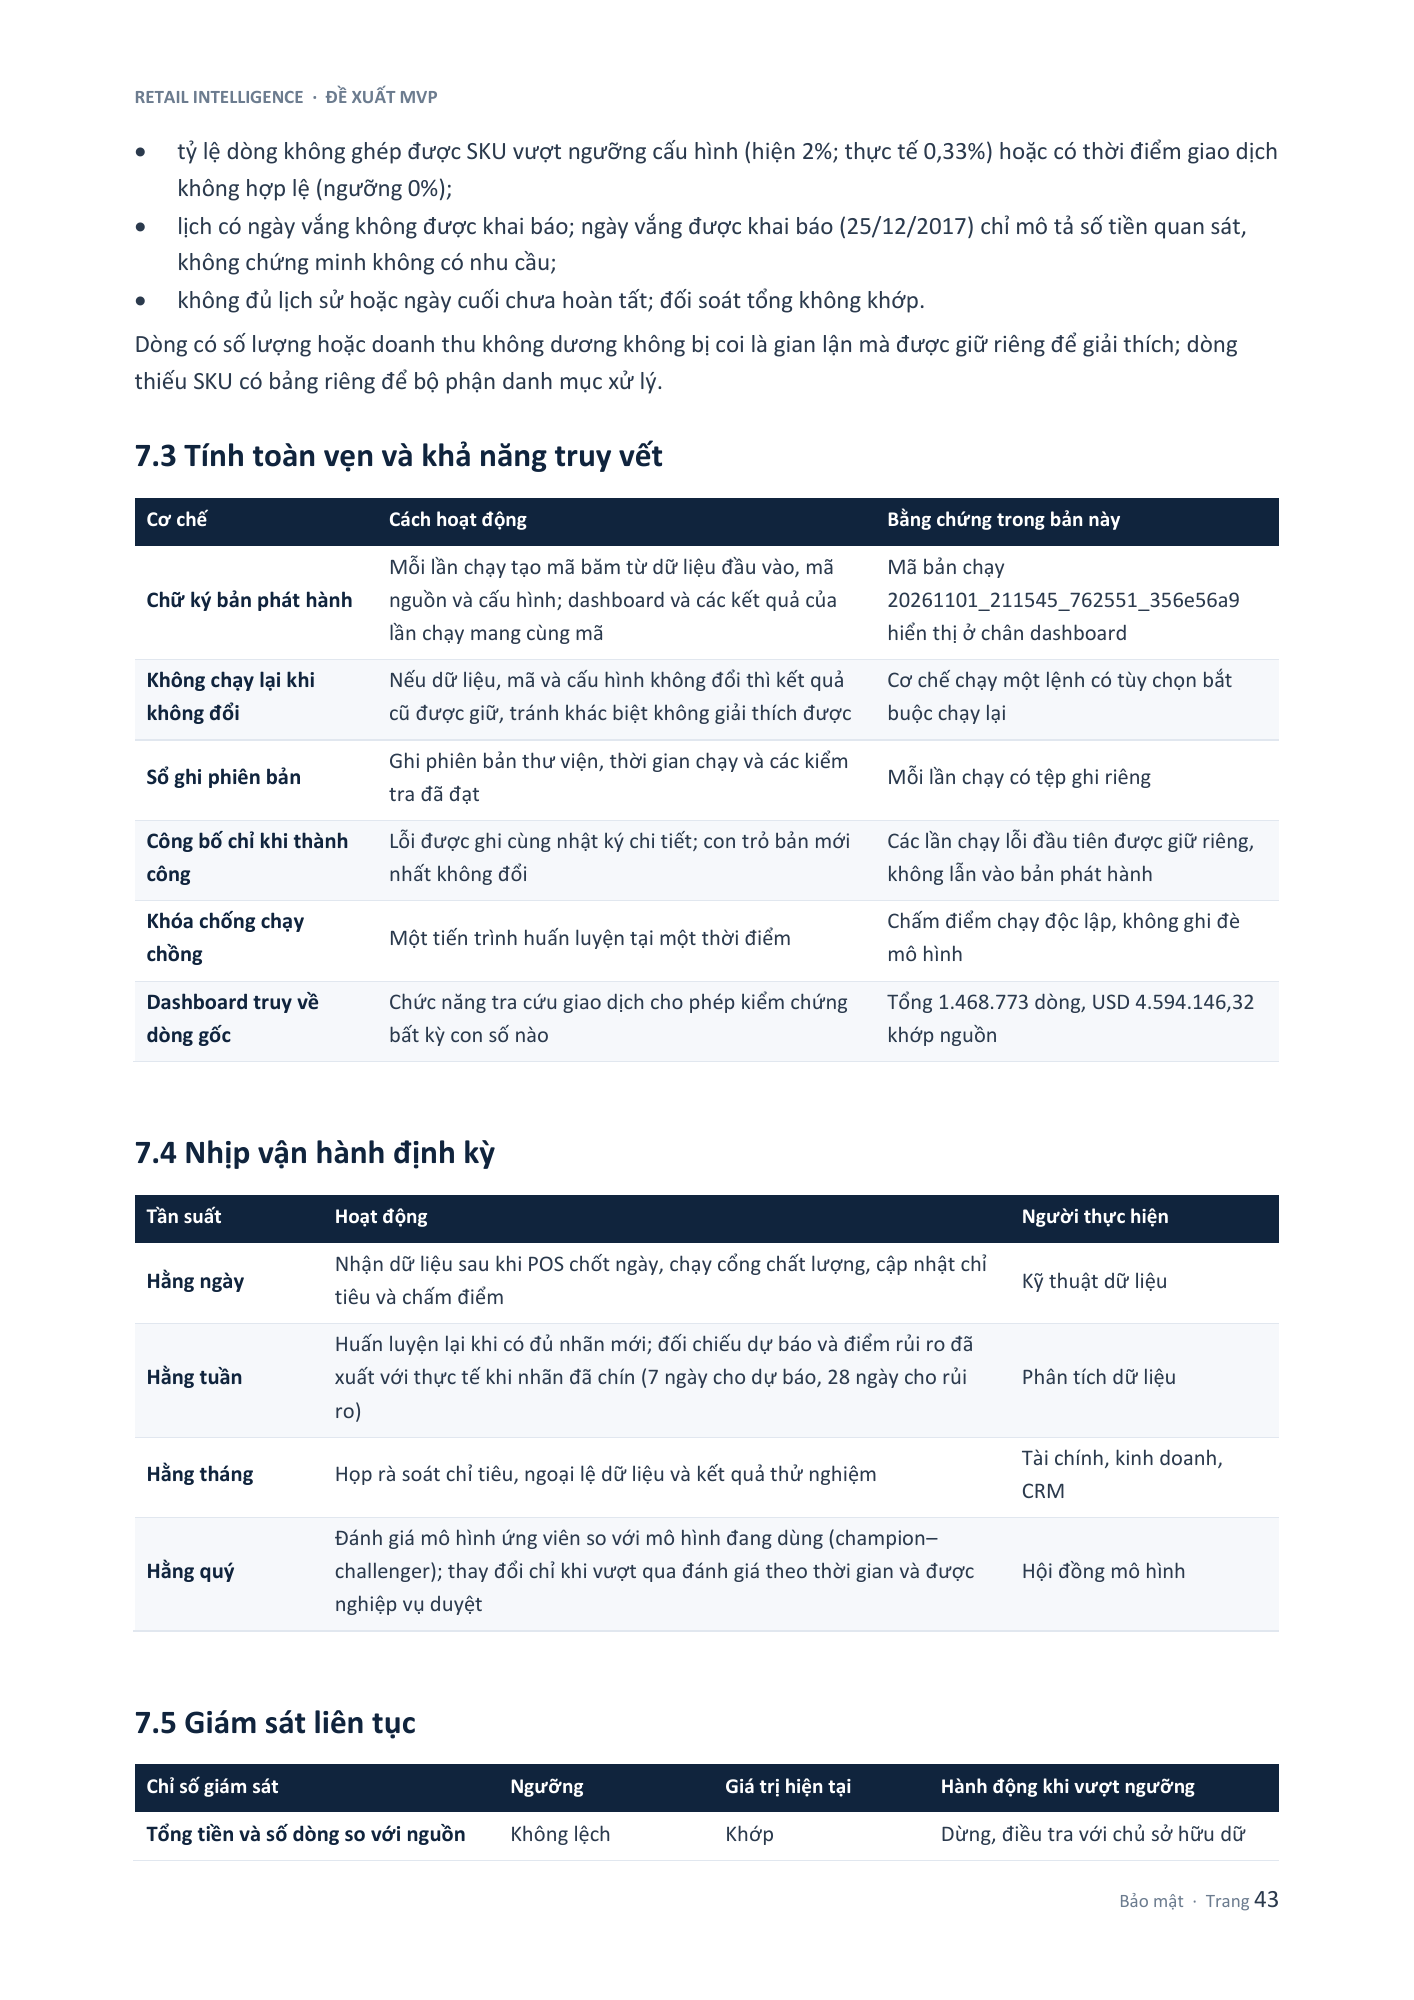 RETAIL INTELLIGENCE · ĐỀ XUẤT MVP
• tỷ lệ dòng không ghép được SKU vượt ngưỡng cấu hình (hiện 2%; thực tế 0,33%) hoặc có thời điểm giao dịch
không hợp lệ (ngưỡng 0%);
• lịch có ngày vắng không được khai báo; ngày vắng được khai báo (25/12/2017) chỉ mô tả số tiền quan sát,
không chứng minh không có nhu cầu;
• không đủ lịch sử hoặc ngày cuối chưa hoàn tất; đối soát tổng không khớp.
Dòng có số lượng hoặc doanh thu không dương không bị coi là gian lận mà được giữ riêng để giải thích; dòng
thiếu SKU có bảng riêng để bộ phận danh mục xử lý.
7.3 Tính toàn vẹn và khả năng truy vết
Cơ chế
Cách hoạt động
Bằng chứng trong bản này
Chữ ký bản phát hành
Mỗi lần chạy tạo mã băm từ dữ liệu đầu vào, mã
nguồn và cấu hình; dashboard và các kết quả của
lần chạy mang cùng mã
Mã bản chạy
20261101_211545_762551_356e56a9
hiển thị ở chân dashboard
Không chạy lại khi
không đổi
Nếu dữ liệu, mã và cấu hình không đổi thì kết quả
cũ được giữ, tránh khác biệt không giải thích được
Cơ chế chạy một lệnh có tùy chọn bắt
buộc chạy lại
Sổ ghi phiên bản
Ghi phiên bản thư viện, thời gian chạy và các kiểm
tra đã đạt
Mỗi lần chạy có tệp ghi riêng
Công bố chỉ khi thành
công
Lỗi được ghi cùng nhật ký chi tiết; con trỏ bản mới
nhất không đổi
Các lần chạy lỗi đầu tiên được giữ riêng,
không lẫn vào bản phát hành
Khóa chống chạy
chồng
Một tiến trình huấn luyện tại một thời điểm
Chấm điểm chạy độc lập, không ghi đè
mô hình
Dashboard truy về
dòng gốc
Chức năng tra cứu giao dịch cho phép kiểm chứng
bất kỳ con số nào
Tổng 1.468.773 dòng, USD 4.594.146,32
khớp nguồn
7.4 Nhịp vận hành định kỳ
Tần suất
Hoạt động
Người thực hiện
Hằng ngày
Nhận dữ liệu sau khi POS chốt ngày, chạy cổng chất lượng, cập nhật chỉ
tiêu và chấm điểm
Kỹ thuật dữ liệu
Hằng tuần
Huấn luyện lại khi có đủ nhãn mới; đối chiếu dự báo và điểm rủi ro đã
xuất với thực tế khi nhãn đã chín (7 ngày cho dự báo, 28 ngày cho rủi
ro)
Phân tích dữ liệu
Hằng tháng
Họp rà soát chỉ tiêu, ngoại lệ dữ liệu và kết quả thử nghiệm
Tài chính, kinh doanh,
CRM
Hằng quý
Đánh giá mô hình ứng viên so với mô hình đang dùng (champion–
challenger); thay đổi chỉ khi vượt qua đánh giá theo thời gian và được
nghiệp vụ duyệt
Hội đồng mô hình
7.5 Giám sát liên tục
Chỉ số giám sát
Ngưỡng
Giá trị hiện tại
Hành động khi vượt ngưỡng
Tổng tiền và số dòng so với nguồn
Không lệch
Khớp
Dừng, điều tra với chủ sở hữu dữ
Bảo mật · Trang 43